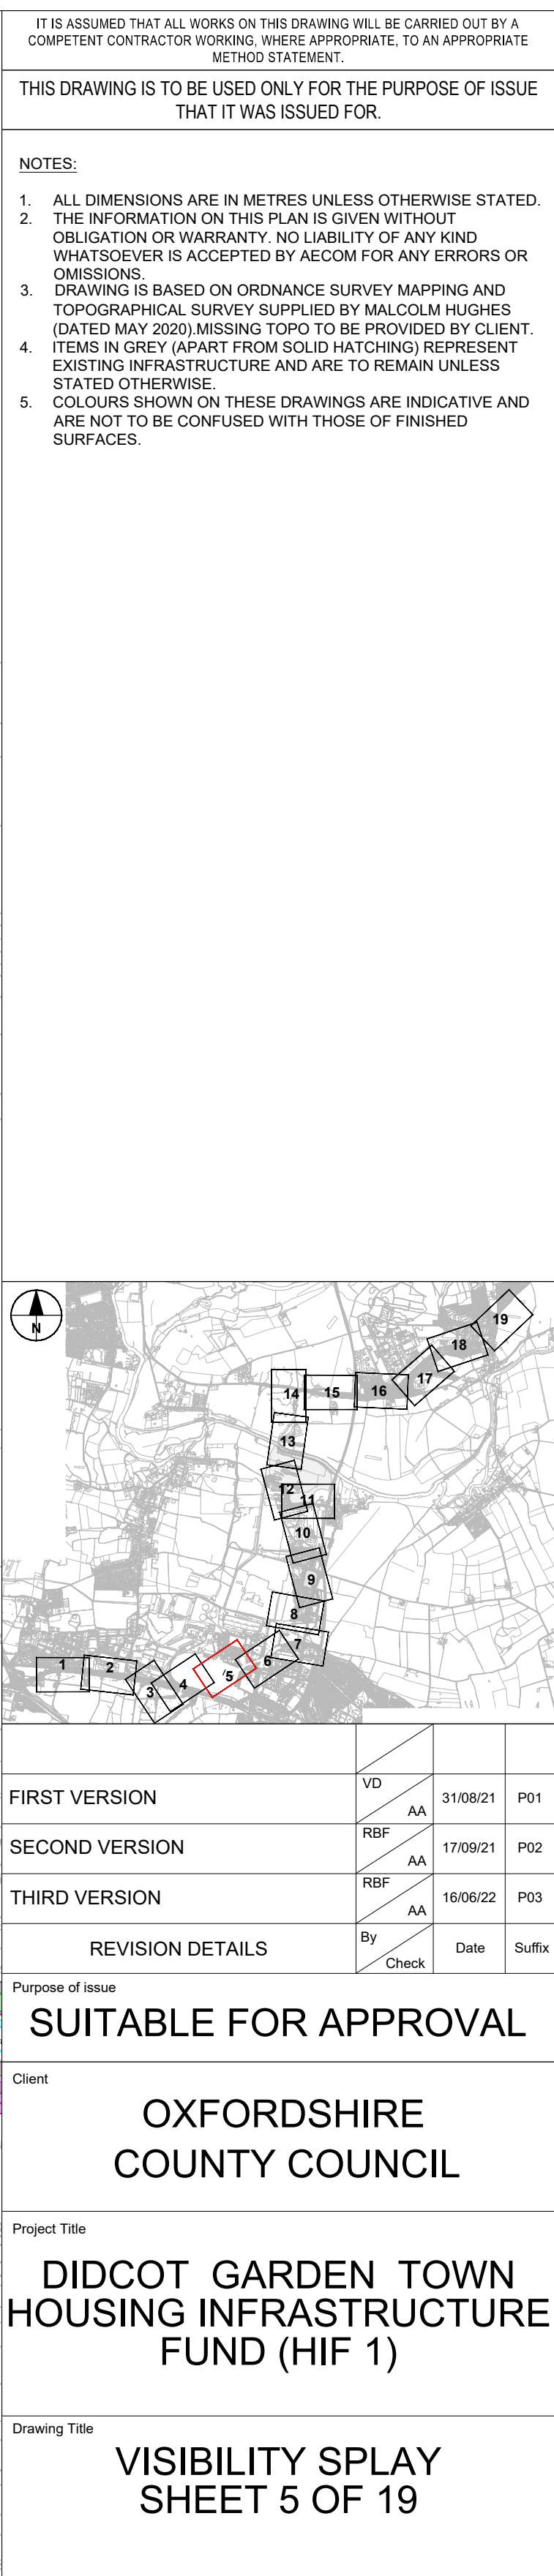 IT IS ASSUMED THAT ALL WORKS ON THIS DRAWING WILL BE CARRIED OUT BY A
COMPETENT CONTRACTOR WORKING, WHERE APPROPRIATE, TO AN APPROPRIATE
METHOD STATEMENT.
THIS DRAWING IS TO BE USED ONLY FOR THE PURPOSE OF ISSUE
THAT IT WAS ISSUED FOR.
NOTES:
1. ALL DIMENSIONS ARE IN METRES UNLESS OTHERWISE STATED.
2. THE INFORMATION ON THIS PLAN IS GIVEN WITHOUT
OBLIGATION OR WARRANTY. NO LIABILITY OF ANY KIND
WHATSOEVER IS ACCEPTED BY AECOM FOR ANY ERRORS OR
OMISSIONS.
3. DRAWING IS BASED ON ORDNANCE SURVEY MAPPING AND
TOPOGRAPHICAL SURVEY SUPPLIED BY MALCOLM HUGHES
(DATED MAY 2020).MISSING TOPO TO BE PROVIDED BY CLIENT.
4. ITEMS IN GREY (APART FROM SOLID HATCHING) REPRESENT
EXISTING INFRASTRUCTURE AND ARE TO REMAIN UNLESS
STATED OTHERWISE.
5. COLOURS SHOWN ON THESE DRAWINGS ARE INDICATIVE AND
ARE NOT TO BE CONFUSED WITH THOSE OF FINISHED
SURFACES.
N
19
18
17
16
15
14
13
12
11
10
9
8
7
6
5
4
3
2
1
FIRST VERSION VD AA 31/08/21 P01
SECOND VERSION RBF AA 17/09/21 P02
THIRD VERSION RBF AA 16/06/22 P03
REVISION DETAILS By Check Date Suffix
Purpose of issue
SUITABLE FOR APPROVAL
Client
OXFORDSHIRE
COUNTY COUNCIL
Project Title
DIDCOT GARDEN TOWN
HOUSING INFRASTRUCTURE
FUND (HIF 1)
Drawing Title
VISIBILITY SPLAY
SHEET 5 OF 19